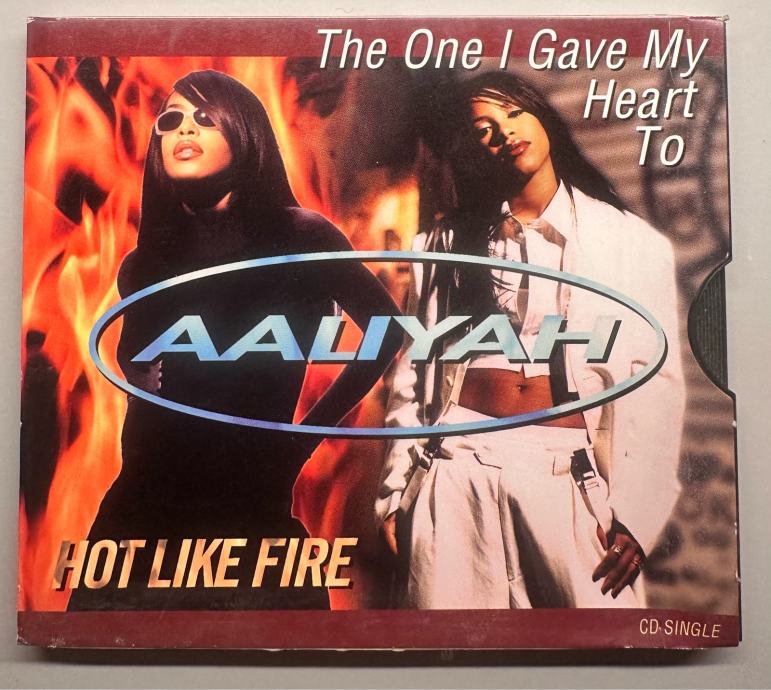 The One I Gave My
Heart
To
AALIYAH
HOT LIKE FIRE
CD•SINGLE